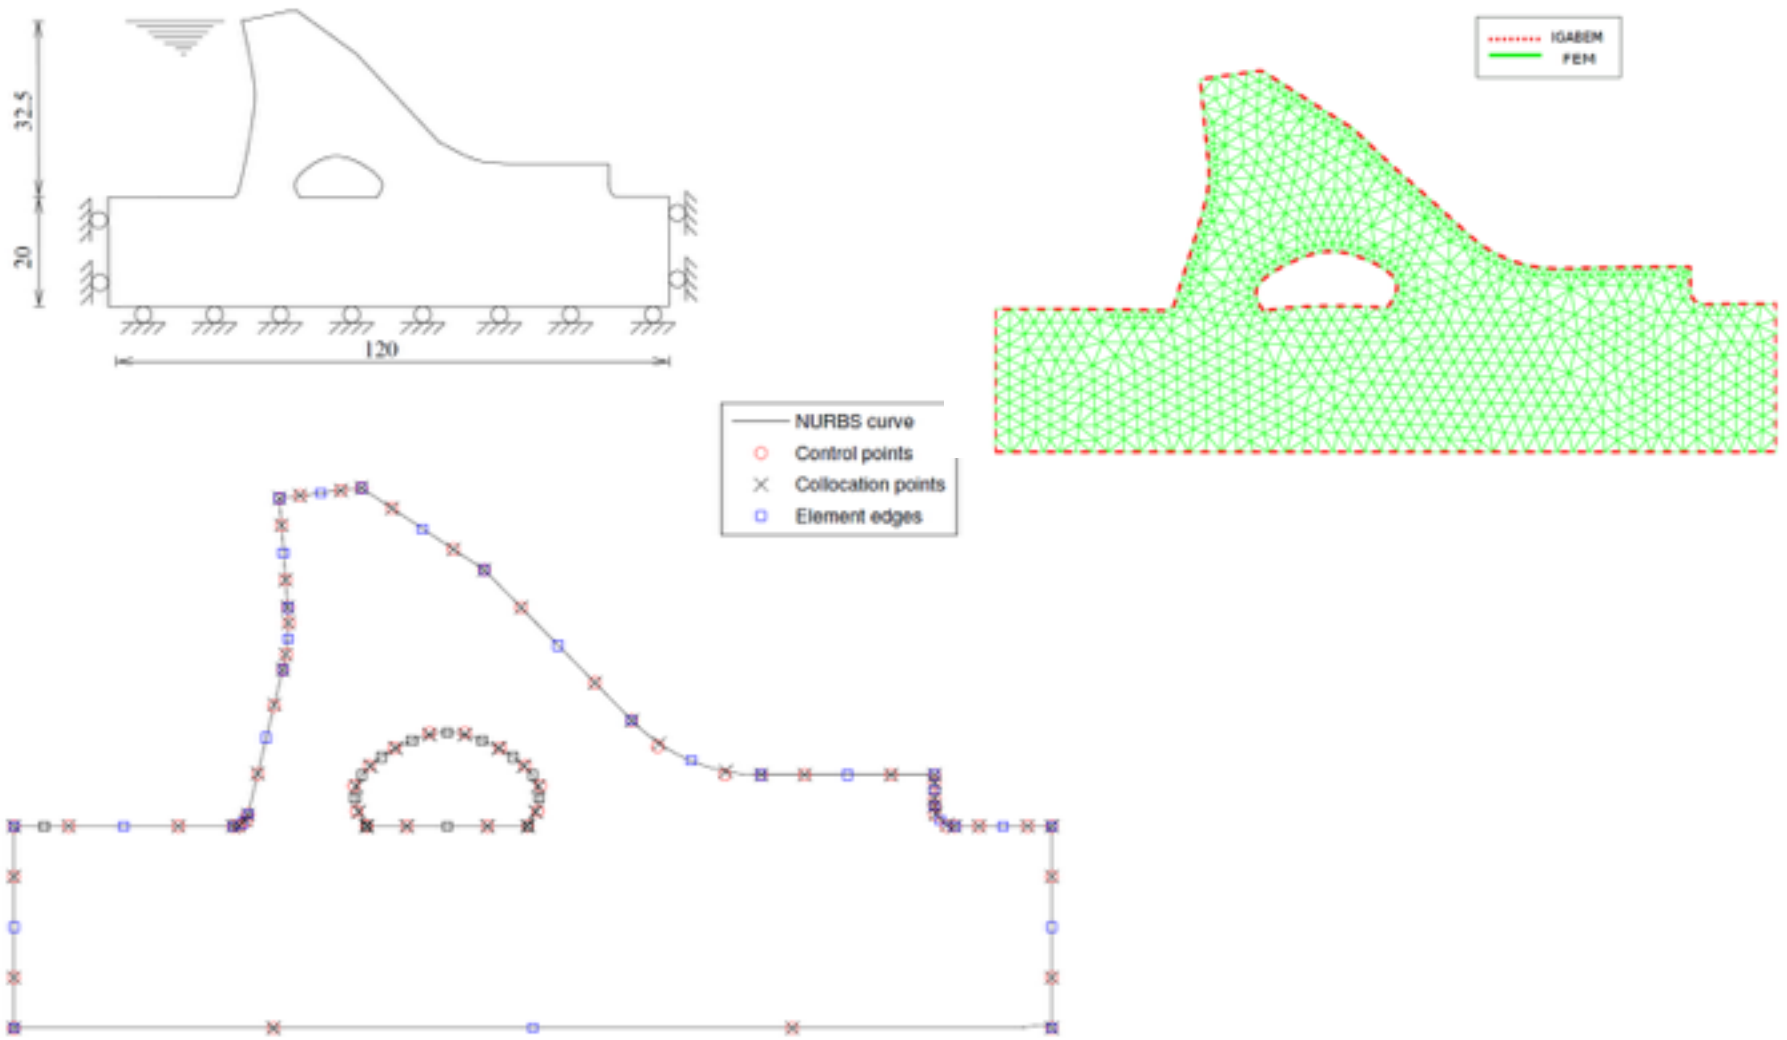 32.5
20
120
IGABEM
FEM
NURBS curve
Control points
Collocation points
Element edges